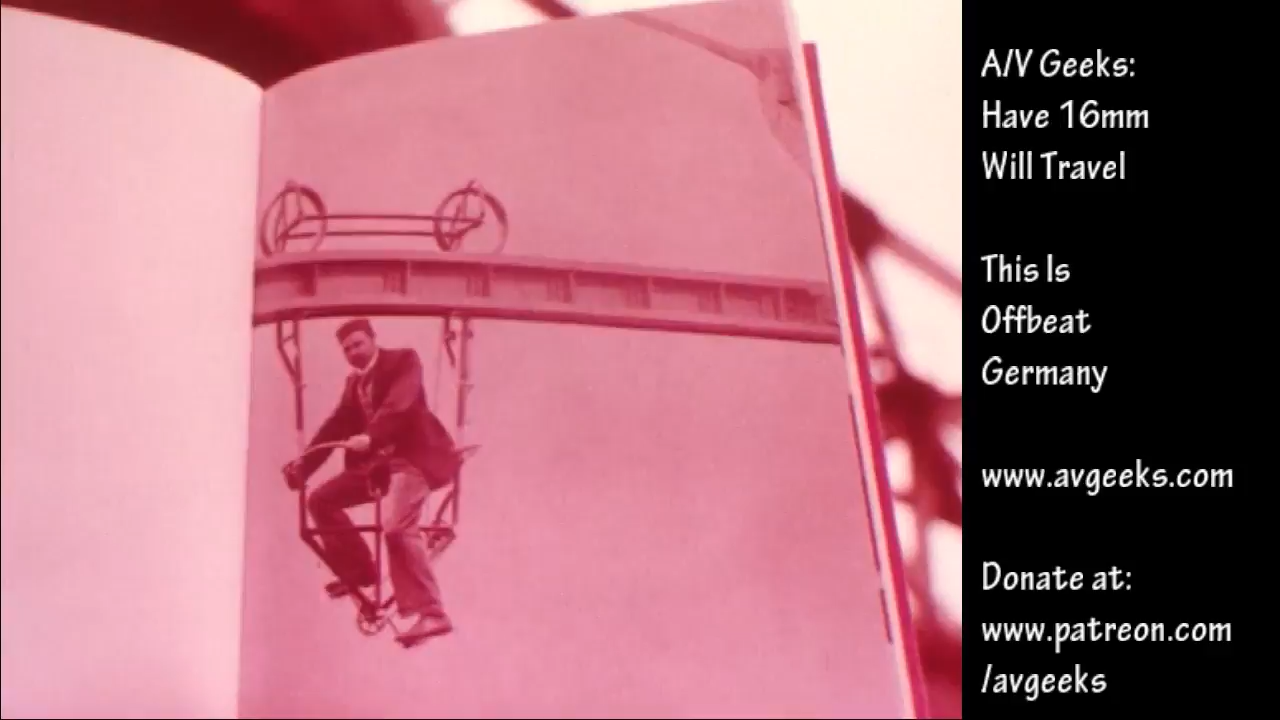 A/V Geeks:
Have 16mm
Will Travel
This Is
Offbeat
Germany
www.avgeeks.com
Donate at:
www.patreon.com
/avgeeks